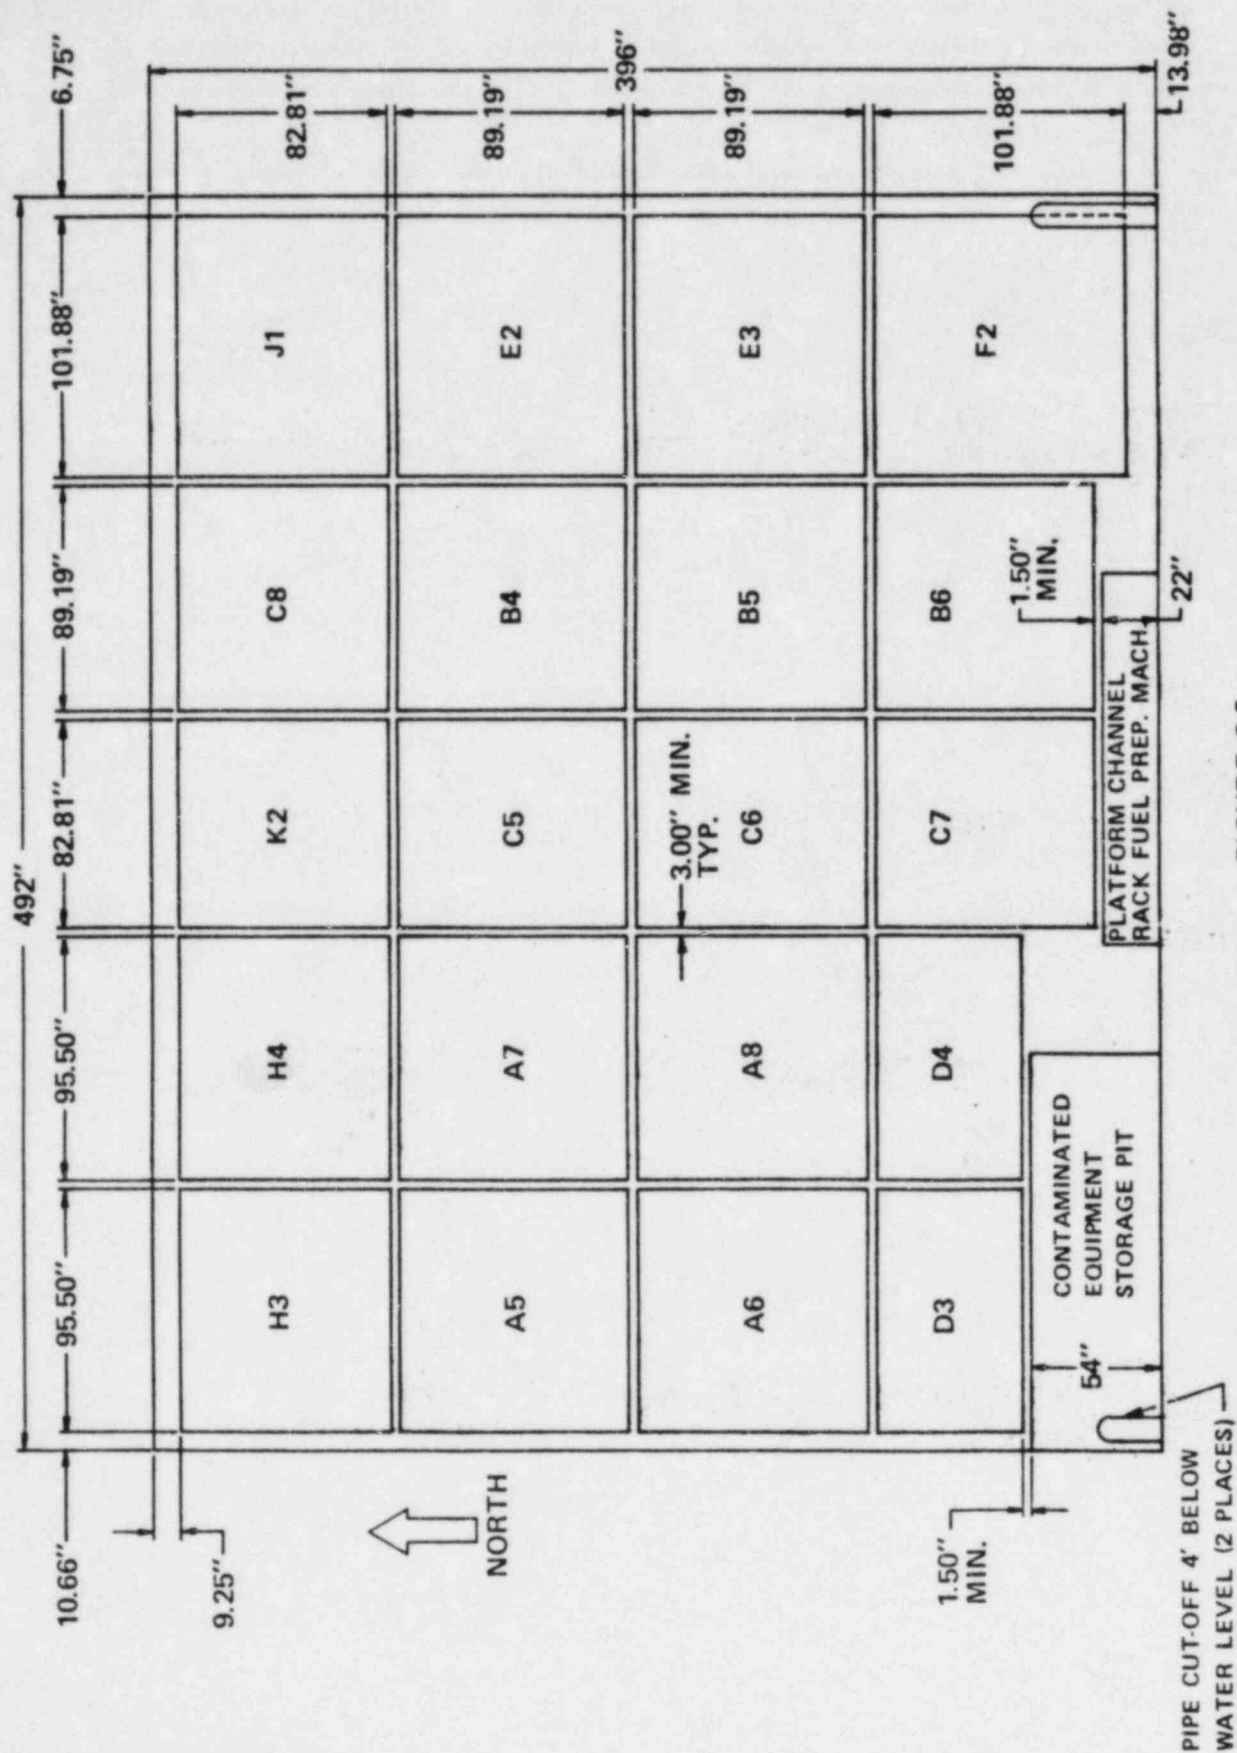 492"
10.66"
95.50"
95.50"
82.81"
89.19"
101.88"
6.75"
9.25"
H3
H4
K2
C8
J1
82.81"
NORTH
A5
A7
C5
B4
E2
89.19"
396"
3.00" MIN.
TYP.
A6
A8
C6
B5
E3
89.19"
1.50"
MIN.
D3
D4
C7
B6
F2
101.88"
1.50"
MIN.
CONTAMINATED
EQUIPMENT
STORAGE PIT
54"
PLATFORM CHANNEL
RACK FUEL PREP. MACH.
22"
13.98"
PIPE CUT-OFF 4' BELOW
WATER LEVEL (2 PLACES)